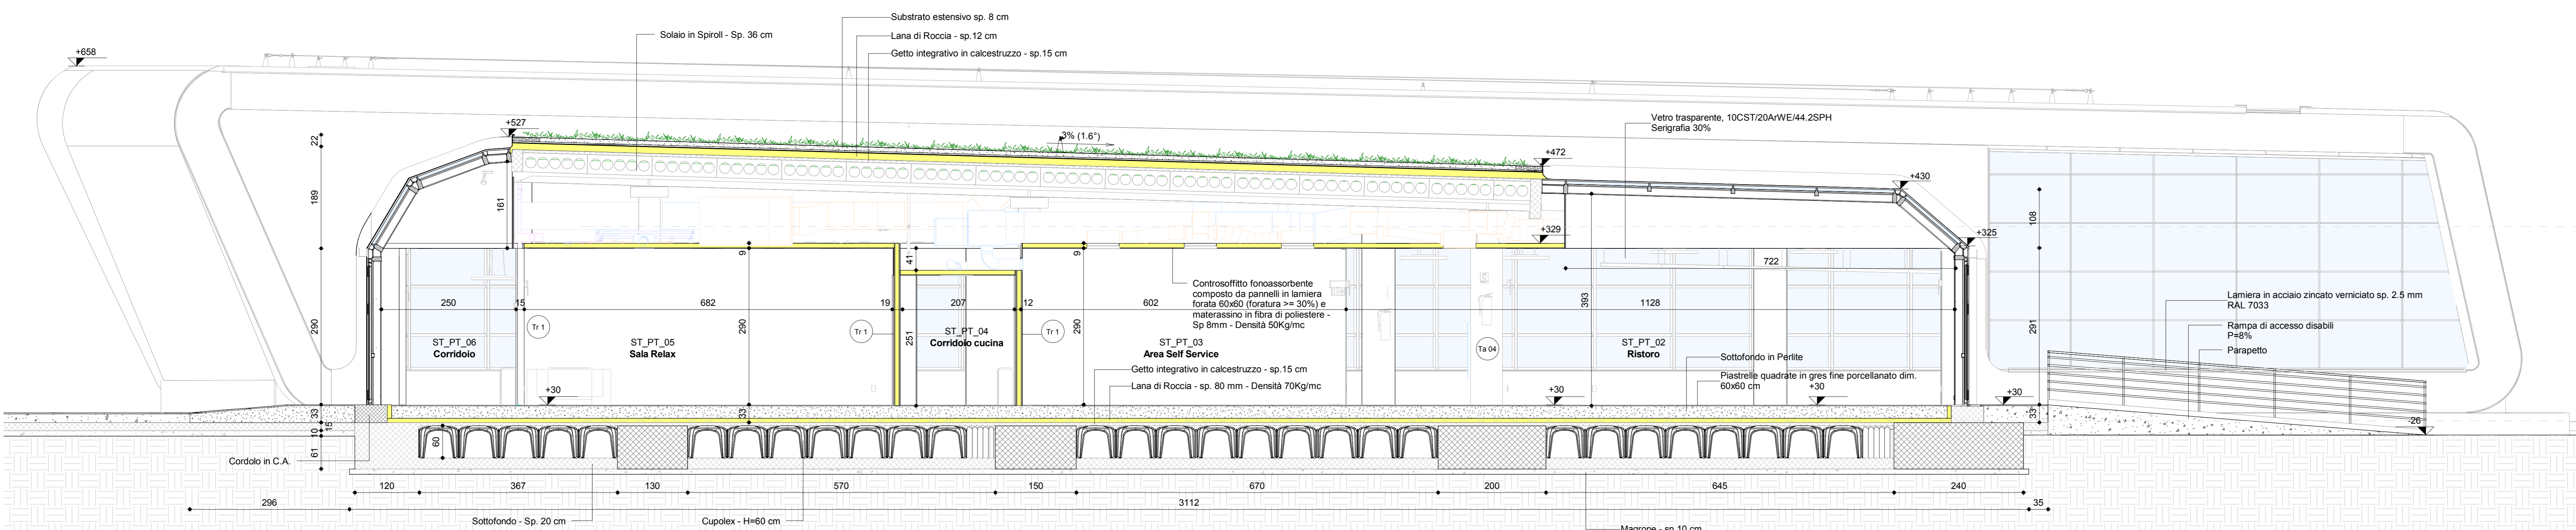 Substrato estensivo sp. 8 cm
Solaio in Spiroll - Sp. 36 cm
Lana di Roccia - sp.12 cm
Getto integrativo in calcestruzzo - sp.15 cm
+658
+527
3% (1.6°)
Vetro trasparente, 10CST/20ArWE/44.2SPH
Serigrafia 30%
+472
+430
22
189
161
108
+329
+325
9
41
9
722
250
15
682
19
207
12
602
393
1128
Controsoffitto fonoassorbente
composto da pannelli in lamiera
forata 60x60 (foratura >= 30%) e
materassino in fibra di poliestere -
Sp 8mm - Densità 50Kg/mc
Lamiera in acciaio zincato verniciato sp. 2.5 mm
RAL 7033
Rampa di accesso disabili
P=8%
Parapetto
290
Tr 1
290
Tr 1
251
Tr 1
290
Ta 04
291
ST_PT_06
Corridoio
ST_PT_05
Sala Relax
ST_PT_04
Corridoio cucina
ST_PT_03
Area Self Service
ST_PT_02
Ristoro
Sottofondo in Perlite
Getto integrativo in calcestruzzo - sp.15 cm
Lana di Roccia - sp. 80 mm - Densità 70Kg/mc
Piastrelle quadrate in gres fine porcellanato dim.
60x60 cm
+30
+30
+30
+30
33
15
10
61
33
60
33
-26
Cordolo in C.A.
120
367
130
570
150
670
200
645
240
296
3112
35
Sottofondo - Sp. 20 cm
Cupolex - H=60 cm
Magrone - sp.10 cm